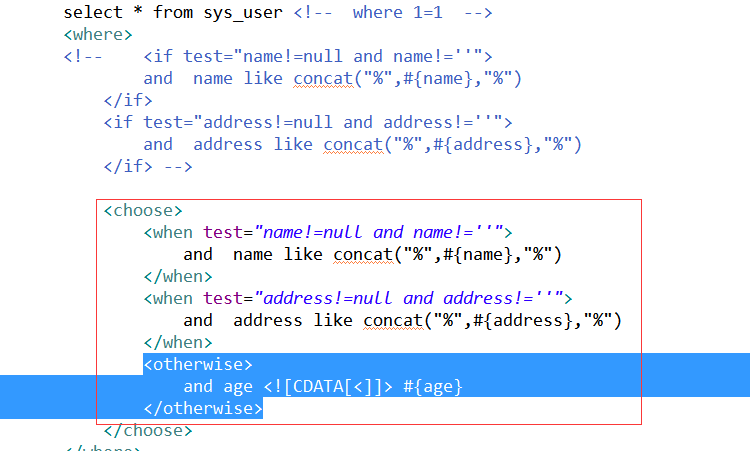 select * from sys_user <!--  where 1=1  -->
<where>
<!--    <if test="name!=null and name!=''">
and  name like concat("%",#{name},"%")
</if>
<if test="address!=null and address!=''">
and  address like concat("%",#{address},"%")
</if> -->
<choose>
<when test="name!=null and name!=''">
and  name like concat("%",#{name},"%")
</when>
<when test="address!=null and address!=''">
and  address like concat("%",#{address},"%")
</when>
<otherwise>
and age <![CDATA[<]]> #{age}
</otherwise>
</choose>
</where>